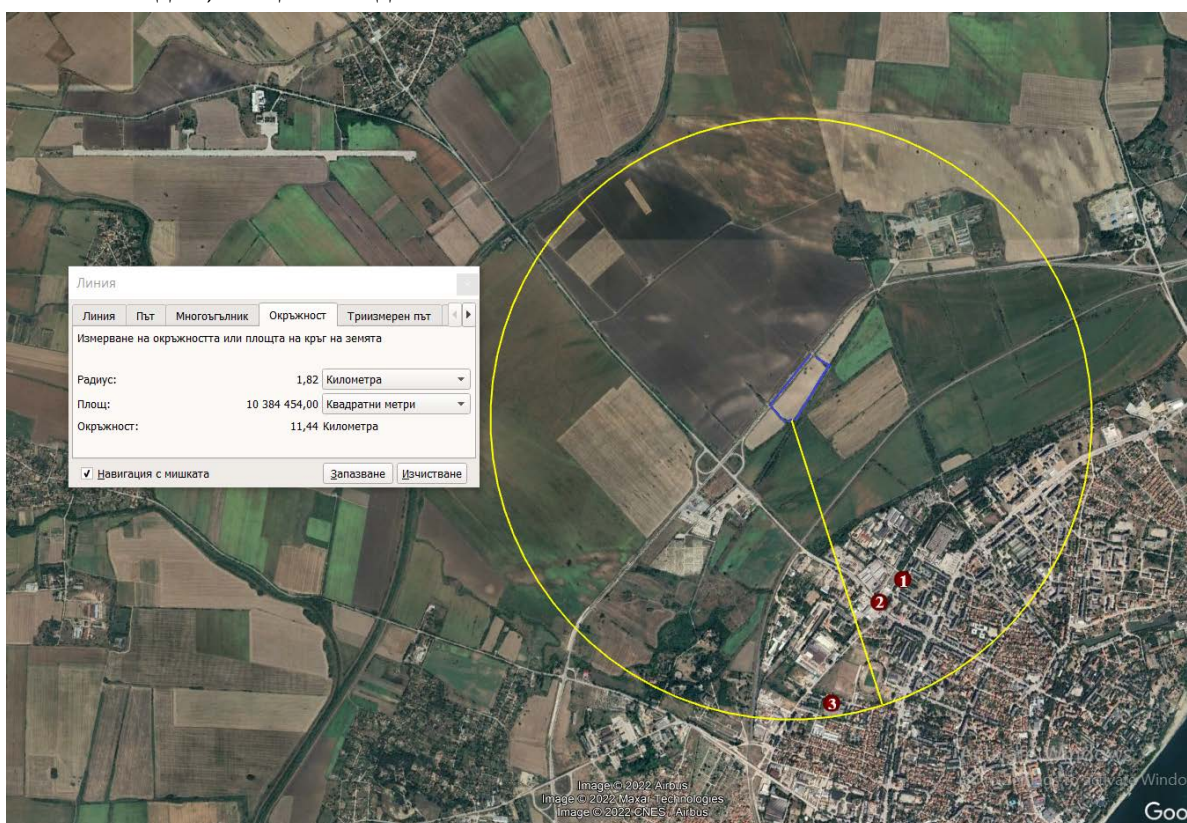 Линия
Линия Път Многоъгълник Окръжност Триизмерен път
Измерване на окръжността или площта на кръг на земята
Радиус: 1,82 Километра
Площ: 10 384 454,00 Квадратни метри
Окръжност: 11,44 Километра
Навигация с мишката Запазване Изчистване
1
2
3
Image © 2022 Airbus
Image © 2022 Maxar Technologies
Image © 2022 CNES / Airbus
Goo